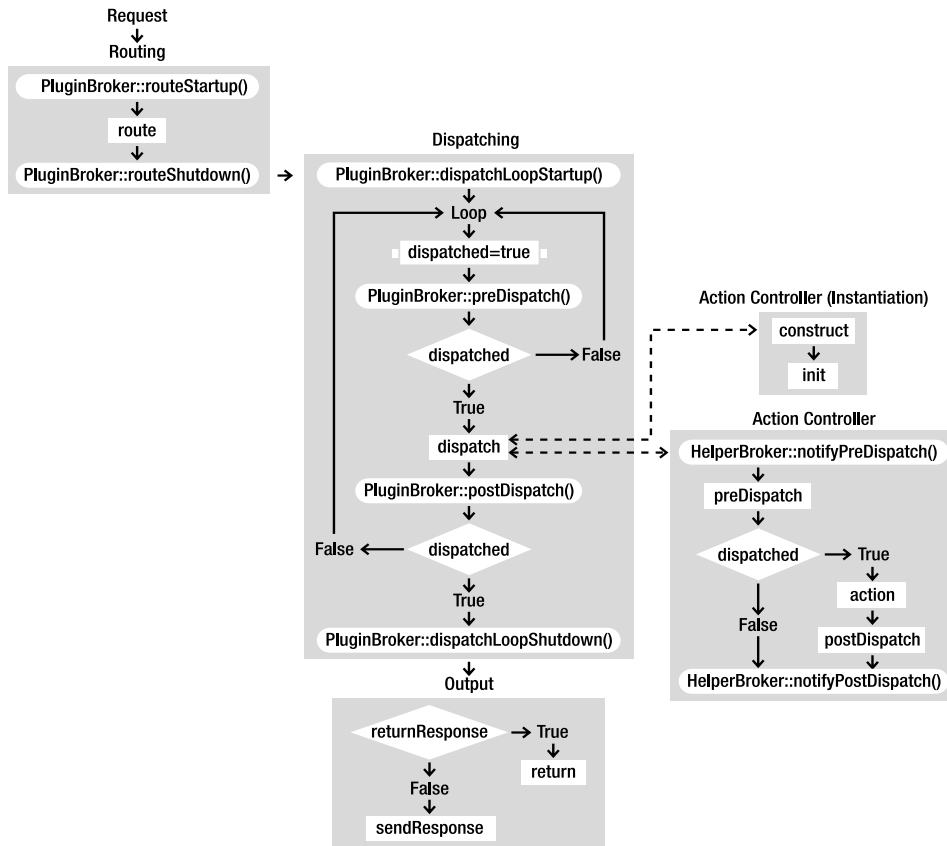 Request
Routing
PluginBroker::routeStartup()
route
PluginBroker::routeShutdown()
Dispatching
PluginBroker::dispatchLoopStartup()
Loop
dispatched=true
PluginBroker::preDispatch()
dispatched
False
True
dispatch
PluginBroker::postDispatch()
dispatched
False
True
PluginBroker::dispatchLoopShutdown()
Action Controller (Instantiation)
construct
init
Action Controller
HelperBroker::notifyPreDispatch()
preDispatch
dispatched
True
action
False
postDispatch
HelperBroker::notifyPostDispatch()
Output
returnResponse
True
return
False
sendResponse